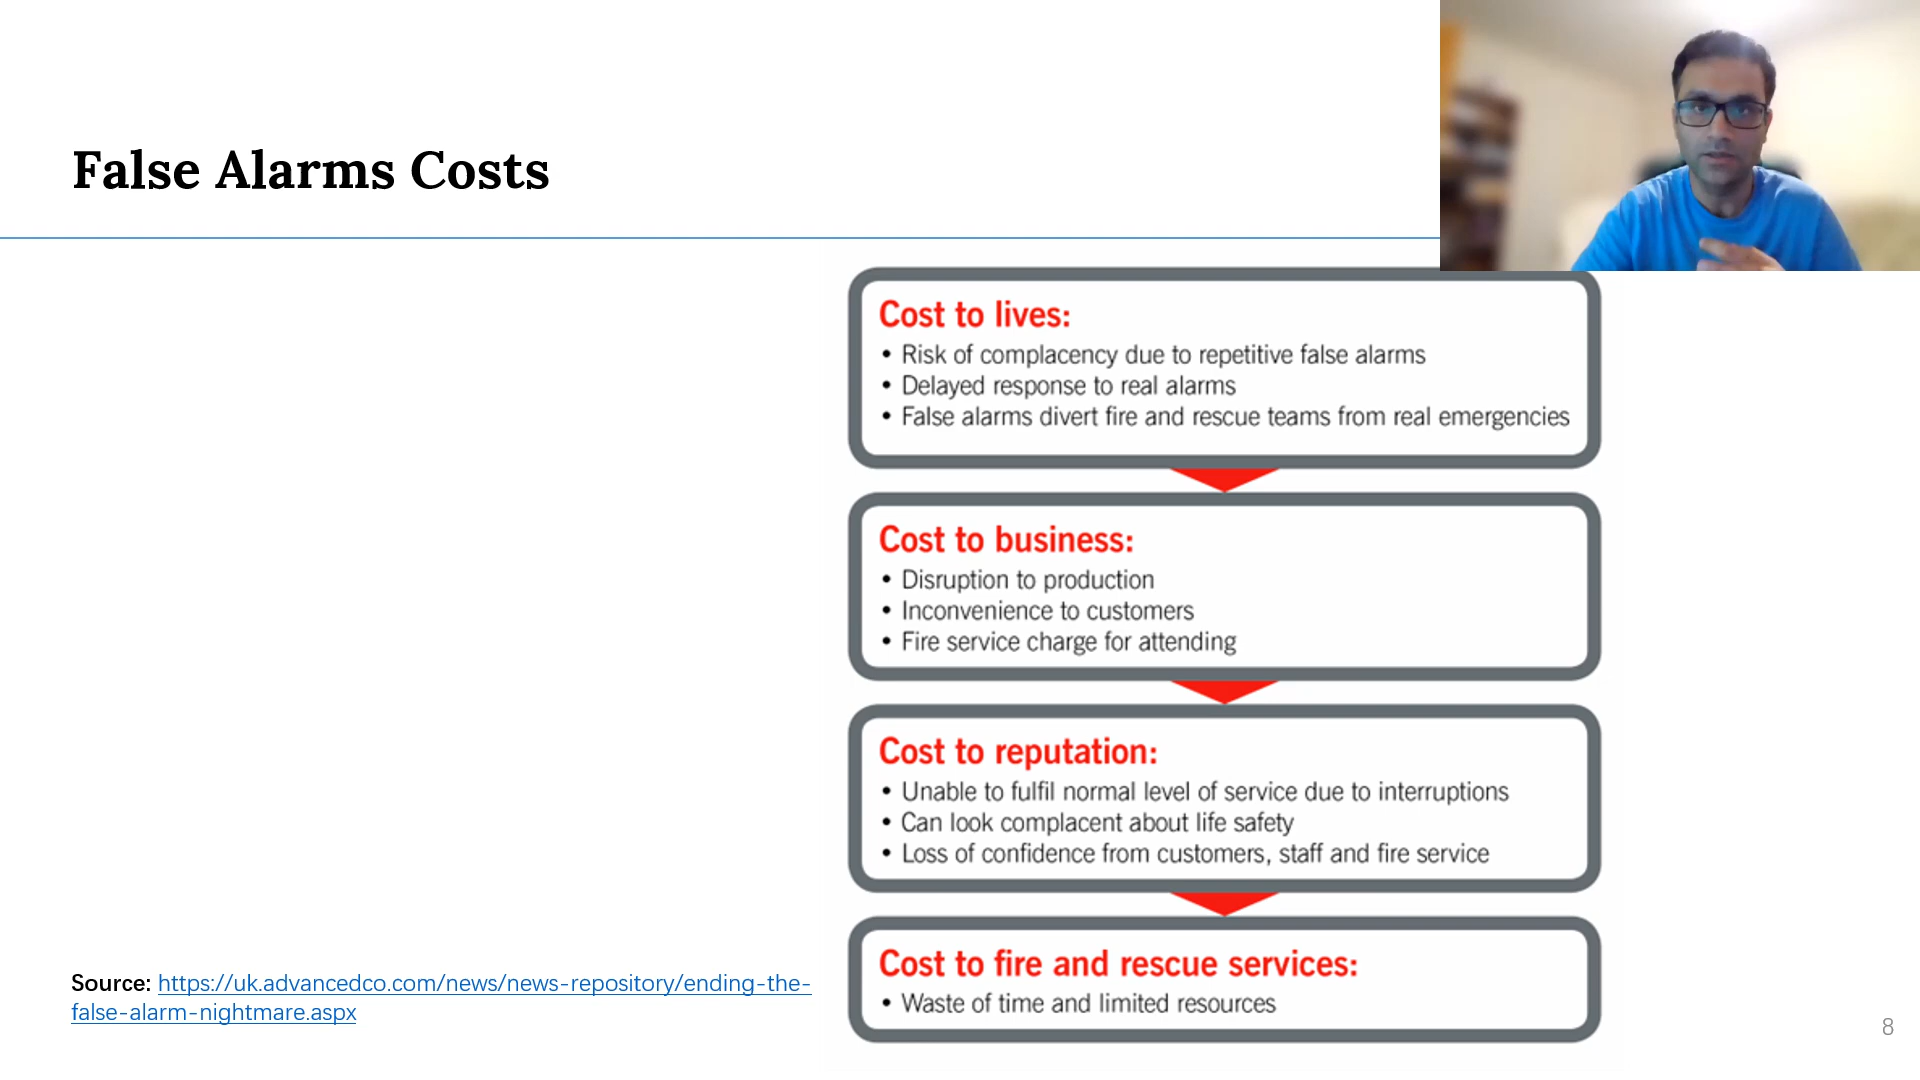 False Alarms Costs
Cost to lives:
• Risk of complacency due to repetitive false alarms
• Delayed response to real alarms
• False alarms divert fire and rescue teams from real emergencies
Cost to business:
• Disruption to production
• Inconvenience to customers
• Fire service charge for attending
Cost to reputation:
• Unable to fulfil normal level of service due to interruptions
• Can look complacent about life safety
• Loss of confidence from customers, staff and fire service
Cost to fire and rescue services:
• Waste of time and limited resources
Source: https://uk.advancedco.com/news/news-repository/ending-the-
false-alarm-nightmare.aspx
8